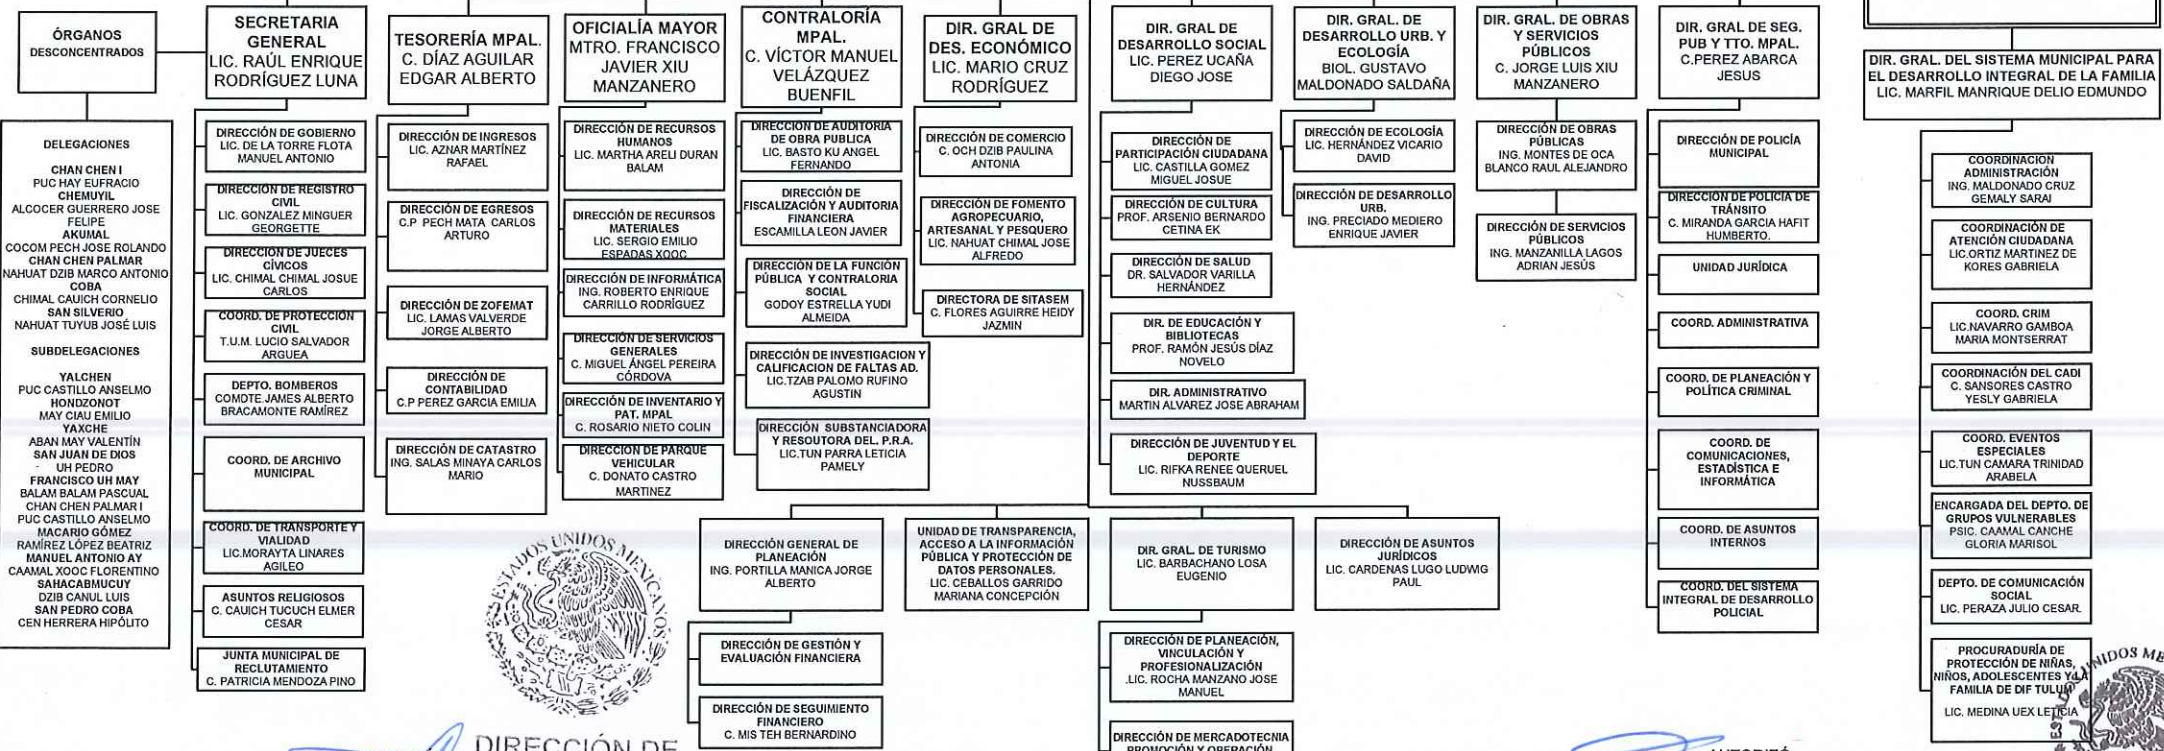 ÓRGANOS
DESCONCENTRADOS
DELEGACIONES
CHAN CHEN I
PUC HAY EUFRACIO
CHEMUYIL
ALCOCER GUERRERO JOSE
FELIPE
AKUMAL
COCOM PECH JOSE ROLANDO
CHAN CHEN PALMAR
NAHUAT DZIB MARCO ANTONIO
COBA
CHIMAL CAUICH CORNELIO
SAN SILVERIO
NAHUAT TUYUB JOSÉ LUIS
SUBDELEGACIONES
YALCHEN
PUC CASTILLO ANSELMO
HONDZONOT
MAY CIAU EMILIO
YAXCHE
ABAN MAY VALENTÍN
SAN JUAN DE DIOS
UH PEDRO
FRANCISCO UH MAY
BALAM BALAM PASCUAL
CHAN CHEN PALMAR I
PUC CASTILLO ANSELMO
MACARIO GÓMEZ
RAMÍREZ LÓPEZ BEATRIZ
MANUEL ANTONIO AY
CAAMAL XOOC FLORENTINO
SAHACABMUCUY
DZIB CANUL LUIS
SAN PEDRO COBA
CEN HERRERA HIPÓLITO
SECRETARIA
GENERAL
LIC. RAÚL ENRIQUE
RODRÍGUEZ LUNA
DIRECCIÓN DE GOBIERNO
LIC. DE LA TORRE FLOTA
MANUEL ANTONIO
DIRECCIÓN DE REGISTRO
CIVIL
LIC. GONZALEZ MINGUER
GEORGETTE
DIRECCIÓN DE JUECES
CÍVICOS
LIC. CHIMAL CHIMAL JOSUE
CARLOS
COORD. DE PROTECCIÓN
CIVIL
T.U.M. LUCIO SALVADOR
ARGUEA
DEPTO. BOMBEROS
COMDTE.JAMES ALBERTO
BRACAMONTE RAMÍREZ
COORD. DE ARCHIVO
MUNICIPAL
COORD. DE TRANSPORTE Y
VIALIDAD
LIC.MORAYTA LINARES
AGILEO
ASUNTOS RELIGIOSOS
C. CAUICH TUCUCH ELMER
CESAR
JUNTA MUNICIPAL DE
RECLUTAMIENTO
C. PATRICIA MENDOZA PINO
TESORERÍA MPAL.
C. DÍAZ AGUILAR
EDGAR ALBERTO
DIRECCIÓN DE INGRESOS
LIC. AZNAR MARTÍNEZ
RAFAEL
DIRECCIÓN DE EGRESOS
C.P PECH MATA CARLOS
ARTURO
DIRECCIÓN DE ZOFEMAT
LIC. LAMAS VALVERDE
JORGE ALBERTO
DIRECCIÓN DE
CONTABILIDAD
C.P PEREZ GARCIA EMILIA
DIRECCIÓN DE CATASTRO
ING. SALAS MINAYA CARLOS
MARIO
OFICIALÍA MAYOR
MTRO. FRANCISCO
JAVIER XIU
MANZANERO
DIRECCIÓN DE RECURSOS
HUMANOS
LIC. MARTHA ARELI DURAN
BALAM
DIRECCIÓN DE RECURSOS
MATERIALES
LIC. SERGIO EMILIO
ESPADAS XOOC
DIRECCIÓN DE INFORMÁTICA
ING. ROBERTO ENRIQUE
CARRILLO RODRÍGUEZ
DIRECCIÓN DE SERVICIOS
GENERALES
C. MIGUEL ÁNGEL PEREIRA
CÓRDOVA
DIRECCIÓN DE INVENTARIO Y
PAT. MPAL
C. ROSARIO NIETO COLIN
DIRECCIÓN DE PARQUE
VEHICULAR
C. DONATO CASTRO
MARTINEZ
CONTRALORÍA
MPAL.
C. VÍCTOR MANUEL
VELÁZQUEZ
BUENFIL
DIRECCIÓN DE AUDITORIA
DE OBRA PUBLICA
LIC. BASTO KU ANGEL
FERNANDO
DIRECCIÓN DE
FISCALIZACIÓN Y AUDITORIA
FINANCIERA
ESCAMILLA LEON JAVIER
DIRECCIÓN DE LA FUNCIÓN
PÚBLICA Y CONTRALORIA
SOCIAL
GODOY ESTRELLA YUDI
ALMEIDA
DIRECCIÓN DE INVESTIGACION Y
CALIFICACION DE FALTAS AD.
LIC.TZAB PALOMO RUFINO
AGUSTIN
DIRECCIÓN SUBSTANCIADORA
Y RESOUTORA DEL. P.R.A.
LIC.TUN PARRA LETICIA
PAMELY
DIR. GRAL DE
DES. ECONÓMICO
LIC. MARIO CRUZ
RODRÍGUEZ
DIRECCIÓN DE COMERCIO
C. OCH DZIB PAULINA
ANTONIA
DIRECCIÓN DE FOMENTO
AGROPECUARIO,
ARTESANAL Y PESQUERO
LIC. NAHUAT CHIMAL JOSE
ALFREDO
DIRECTORA DE SITASEM
C. FLORES AGUIRRE HEIDY
JAZMIN
DIR. GRAL DE
DESARROLLO SOCIAL
LIC. PEREZ UCAÑA
DIEGO JOSE
DIRECCIÓN DE
PARTICIPACIÓN CIUDADANA
LIC. CASTILLA GOMEZ
MIGUEL JOSUE
DIRECCIÓN DE CULTURA
PROF. ARSENIO BERNARDO
CETINA EK
DIRECCIÓN DE SALUD
DR. SALVADOR VARILLA
HERNÁNDEZ
DIR. DE EDUCACIÓN Y
BIBLIOTECAS
PROF. RAMÓN JESÚS DÍAZ
NOVELO
DIR. ADMINISTRATIVO
MARTIN ALVAREZ JOSE ABRAHAM
DIRECCIÓN DE JUVENTUD Y EL
DEPORTE
LIC. RIFKA RENEE QUERUEL
NUSSBAUM
DIR. GRAL. DE
DESARROLLO URB. Y
ECOLOGÍA
BIOL. GUSTAVO
MALDONADO SALDAÑA
DIRECCIÓN DE ECOLOGÍA
LIC. HERNÁNDEZ VICARIO
DAVID
DIRECCIÓN DE DESARROLLO
URB.
ING. PRECIADO MEDIERO
ENRIQUE JAVIER
DIR. GRAL. DE OBRAS
Y SERVICIOS
PÚBLICOS
C. JORGE LUIS XIU
MANZANERO
DIRECCIÓN DE OBRAS
PÚBLICAS
ING. MONTES DE OCA
BLANCO RAUL ALEJANDRO
DIRECCIÓN DE SERVICIOS
PÚBLICOS
ING. MANZANILLA LAGOS
ADRIAN JESÚS
DIR. GRAL DE SEG.
PUB Y TTO. MPAL.
C.PEREZ ABARCA
JESUS
DIRECCIÓN DE POLICÍA
MUNICIPAL
DIRECCIÓN DE POLICÍA DE
TRÁNSITO
C. MIRANDA GARCIA HAFIT
HUMBERTO.
UNIDAD JURÍDICA
COORD. ADMINISTRATIVA
COORD. DE PLANEACIÓN Y
POLÍTICA CRIMINAL
COORD. DE
COMUNICACIONES,
ESTADÍSTICA E
INFORMÁTICA
COORD. DE ASUNTOS
INTERNOS
COORD. DEL SISTEMA
INTEGRAL DE DESARROLLO
POLICIAL
DIR. GRAL. DEL SISTEMA MUNICIPAL PARA
EL DESARROLLO INTEGRAL DE LA FAMILIA
LIC. MARFIL MANRIQUE DELIO EDMUNDO
COORDINACION
ADMINISTRACIÓN
ING. MALDONADO CRUZ
GEMALY SARAI
COORDINACIÓN DE
ATENCIÓN CIUDADANA
LIC.ORTIZ MARTINEZ DE
KORES GABRIELA
COORD. CRIM
LIC.NAVARRO GAMBOA
MARIA MONTSERRAT
COORDINACIÓN DEL CADI
C. SANSORES CASTRO
YESLY GABRIELA
COORD. EVENTOS
ESPECIALES
LIC.TUN CAMARA TRINIDAD
ARABELA
ENCARGADA DEL DEPTO. DE
GRUPOS VULNERABLES
PSIC. CAAMAL CANCHE
GLORIA MARISOL
DEPTO. DE COMUNICACIÓN
SOCIAL
LIC. PERAZA JULIO CESAR.
PROCURADURÍA DE
PROTECCIÓN DE NIÑAS,
NIÑOS, ADOLESCENTES Y LA
FAMILIA DE DIF TULUM
LIC. MEDINA UEX LETICIA
DIRECCIÓN GENERAL DE
PLANEACIÓN
ING. PORTILLA MANICA JORGE
ALBERTO
DIRECCIÓN DE GESTIÓN Y
EVALUACIÓN FINANCIERA
DIRECCIÓN DE SEGUIMIENTO
FINANCIERO
C. MIS TEH BERNARDINO
UNIDAD DE TRANSPARENCIA,
ACCESO A LA INFORMACIÓN
PÚBLICA Y PROTECCIÓN DE
DATOS PERSONALES.
LIC. CEBALLOS GARRIDO
MARIANA CONCEPCIÓN
DIR. GRAL. DE TURISMO
LIC. BARBACHANO LOSA
EUGENIO
DIRECCIÓN DE PLANEACIÓN,
VINCULACIÓN Y
PROFESIONALIZACIÓN
.LIC. ROCHA MANZANO JOSE
MANUEL
DIRECCIÓN DE MERCADOTECNIA
PROMOCIÓN Y OPERACIÓN
DIRECCIÓN DE ASUNTOS
JURÍDICOS
LIC. CARDENAS LUGO LUDWIG
PAUL
ESTADOS UNIDOS MEXICANOS
DIRECCIÓN DE
AUTORIZÓ
ESTADOS UNIDOS ME